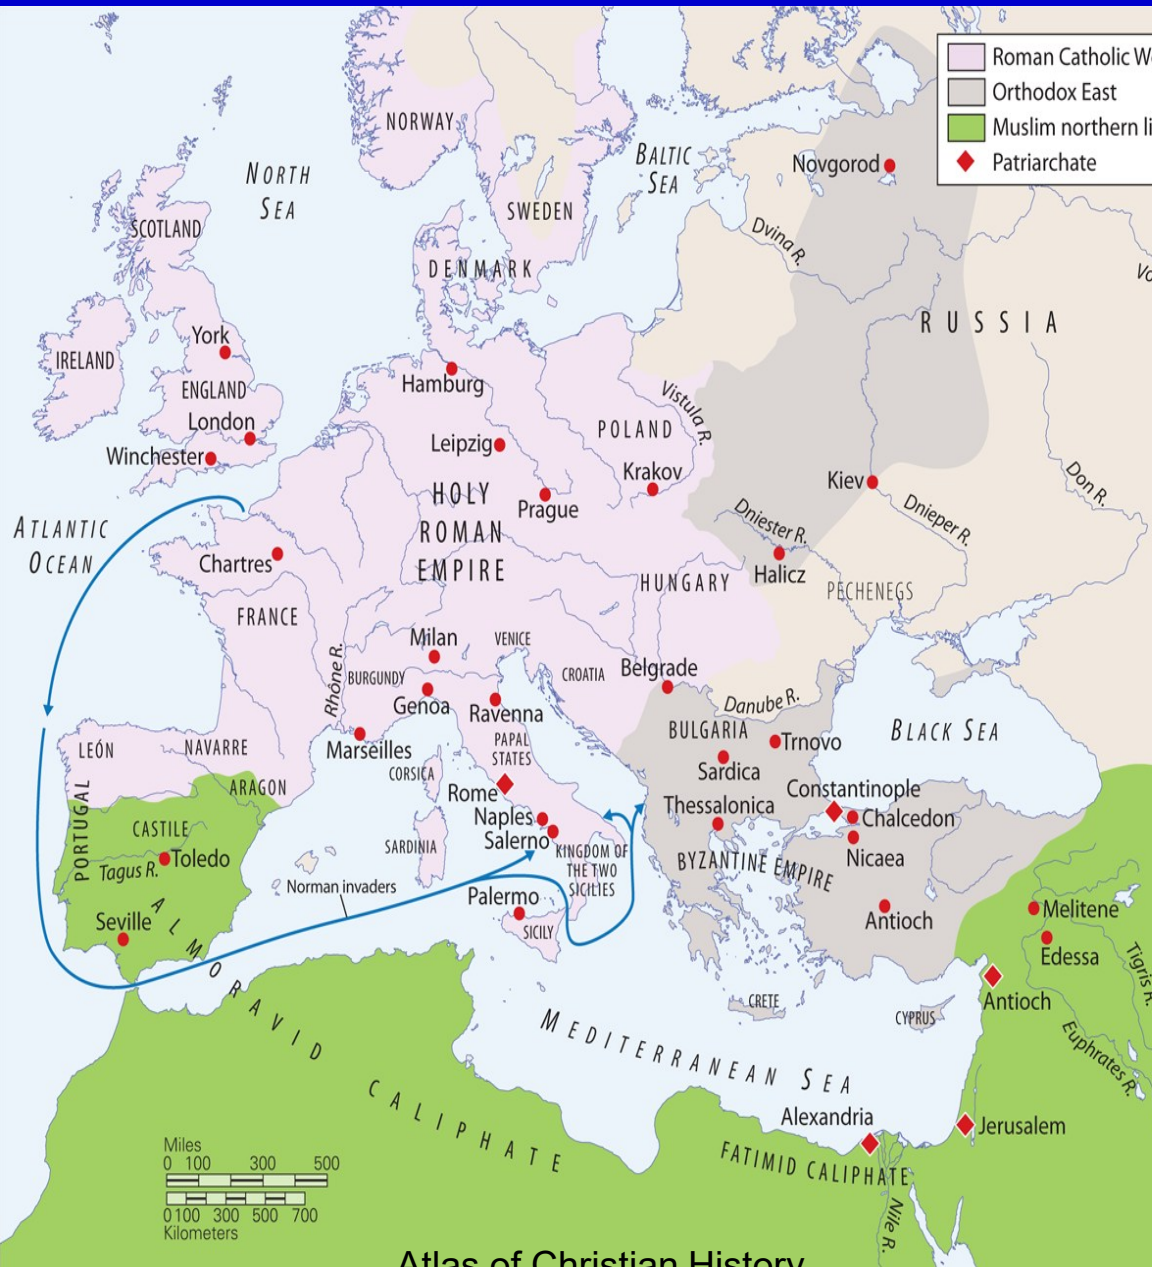 Roman Catholic W
Orthodox East
Muslim northern li
Patriarchate
NORWAY
NORTH
SEA
BALTIC
SEA
Novgorod
SCOTLAND
SWEDEN
Dvina R.
DENMARK
Vo
RUSSIA
York
IRELAND
ENGLAND
Hamburg
London
Vistula R.
Leipzig
POLAND
Winchester
Krakov
Kiev
Don R.
HOLY
ROMAN
EMPIRE
Prague
Dniester R.
Dnieper R.
ATLANTIC
OCEAN
Chartres
Halicz
HUNGARY
PECHENEGS
FRANCE
Milan
VENICE
Rhône R.
BURGUNDY
CROATIA
Belgrade
Genoa
Ravenna
Danube R.
BULGARIA
BLACK SEA
LEÓN
NAVARRE
Marseilles
PAPAL
STATES
Trnovo
Sardica
CORSICA
ARAGON
Rome
Constantinople
Thessalonica
Chalcedon
PORTUGAL
CASTILE
Naples
Salerno
SARDINIA
KINGDOM OF
THE TWO
SICILIES
Nicaea
BYZANTINE EMPIRE
Toledo
Tagus R.
Norman invaders
Palermo
SICILY
Seville
Antioch
Melitene
Edessa
Tigris R.
ALMORAVID
CALIPHATE
CRETE
CYPRUS
Antioch
Euphrates R.
MEDITERRANEAN SEA
Alexandria
Jerusalem
FATIMID CALIPHATE
Nile R.
Miles
0 100 300 500
0 100 300 500 700
Kilometers
Atlas of Christian History